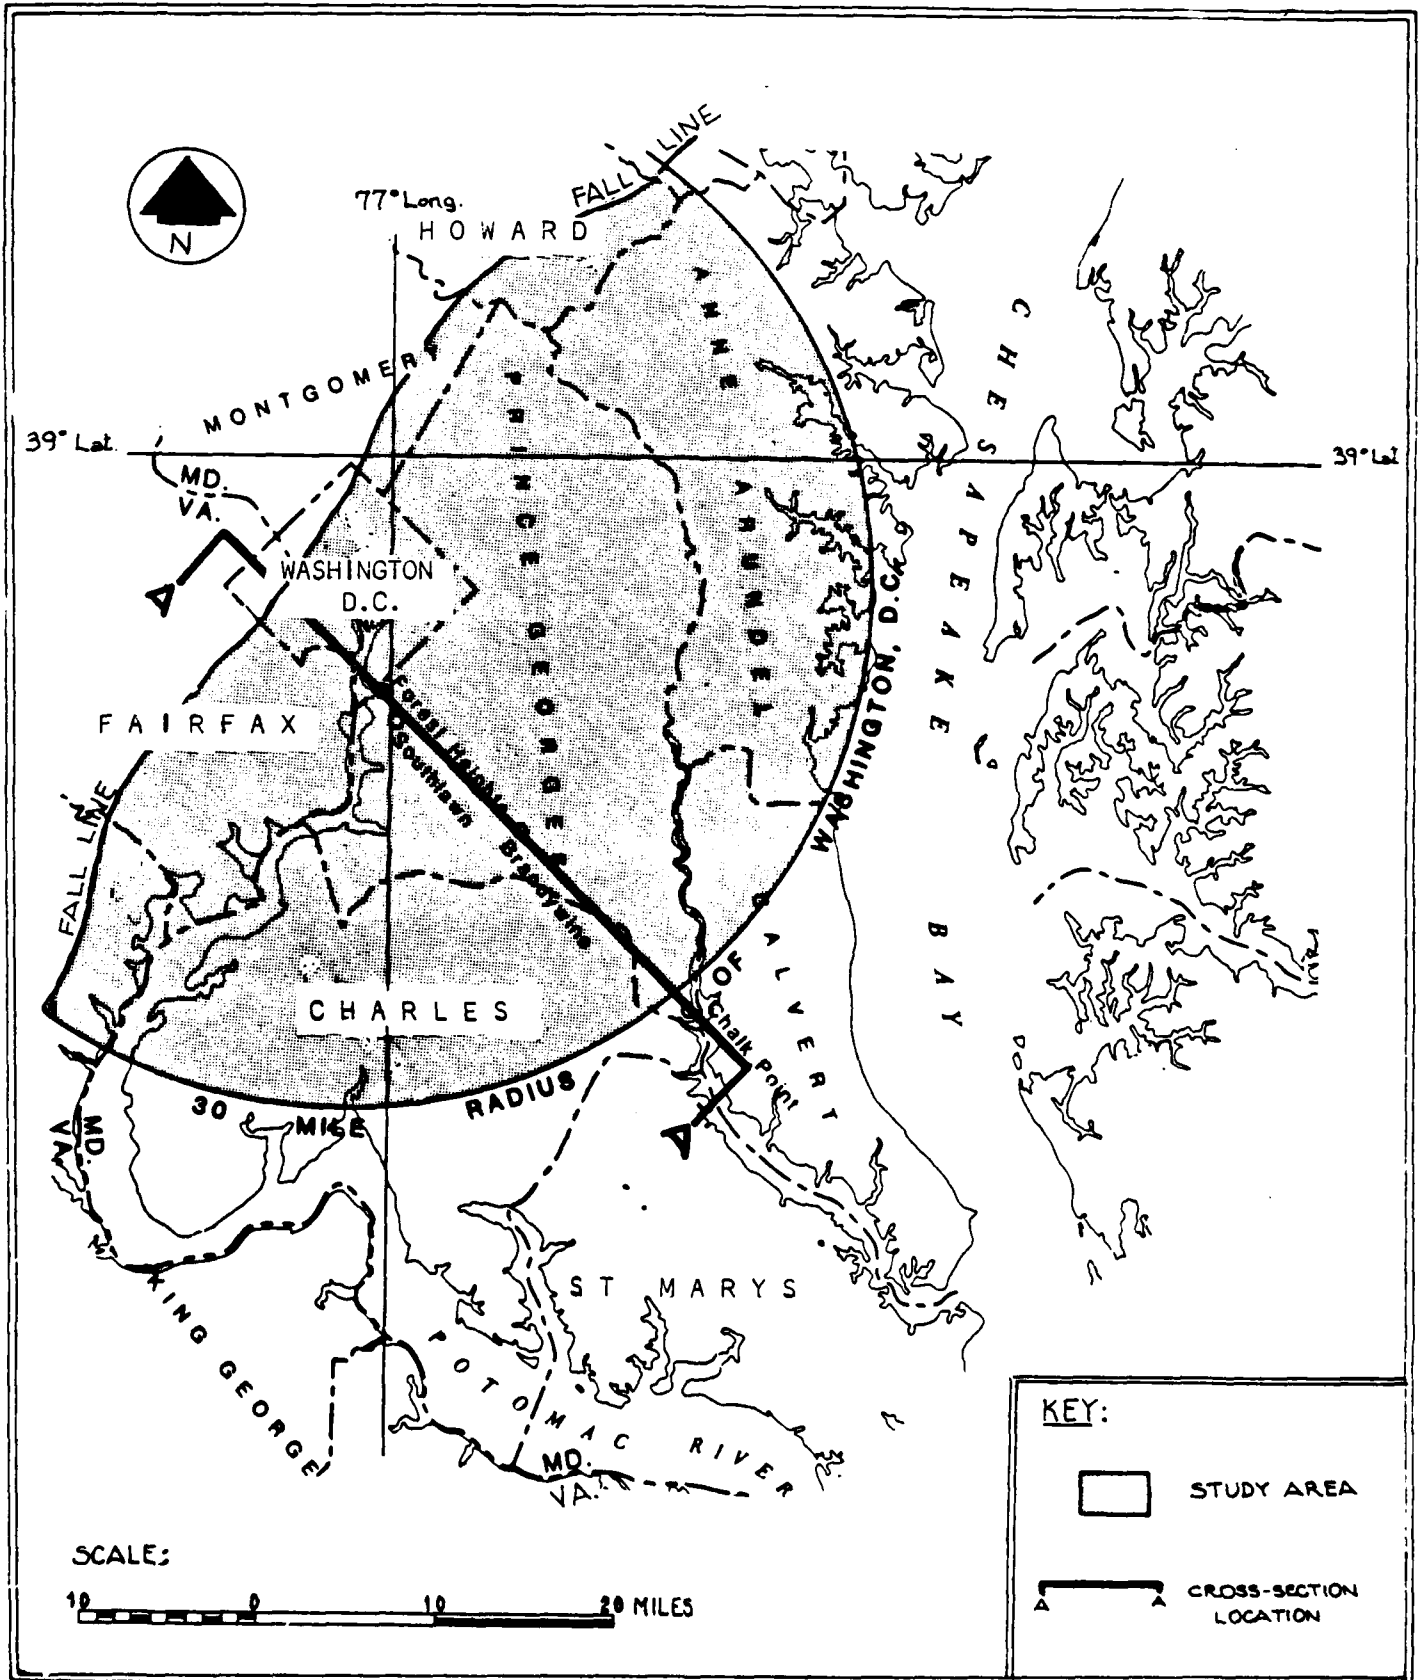 FALL LINE
77° Long.
HOWARD
N
MONTGOMERY
ANNE ARUNDEL
PRINCE GEORGES
CHESAPEAKE BAY
39° Lat.
39° Lat
MD.
VA.
WASHINGTON
D.C.
FAIRFAX
Forest Heights
Southlawn
Brandywine
FALL LINE
CHARLES
Chalk Point
CALVERT
30 MILE RADIUS OF WASHINGTON, D.C.
MD.
VA.
KING GEORGE
ST MARYS
POTOMAC RIVER
MD.
VA.
KEY:
STUDY AREA
CROSS-SECTION
LOCATION
SCALE:
10 0 10 20 MILES